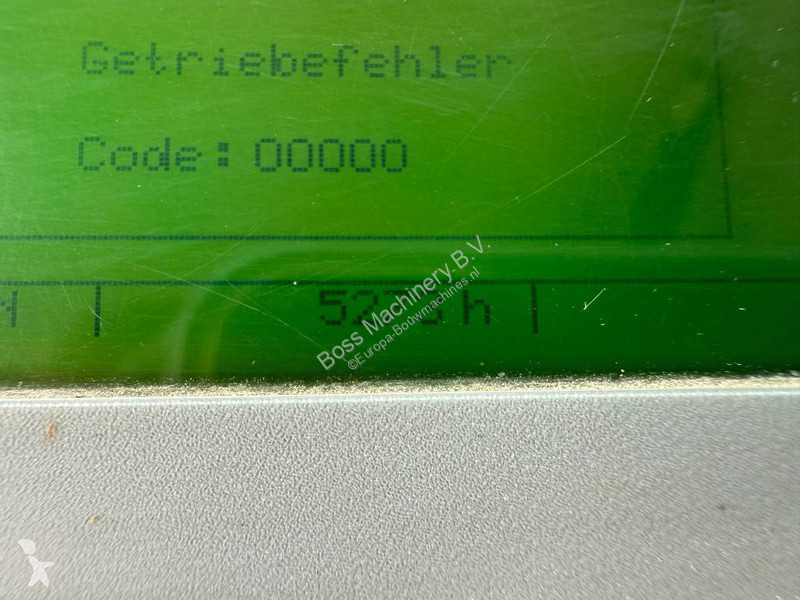 Getriebefehler
Code: 00000
N | h |
Boss Machinery B.V.
©Europa-Bouwmachines.nl